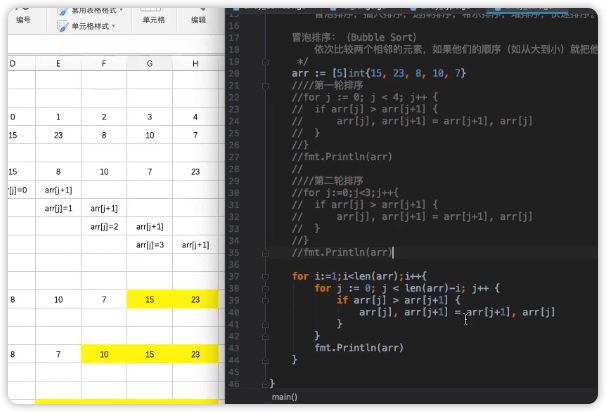 编号
套用表格式
单元格样式
单元格
编辑
D E F G H
0 1 2 3 4
15 23 8 10 7
15 8 10 7 23
r[j]=0 arr[j+1]
arr[j]=1 arr[j+1]
arr[j]=2 arr[j+1]
arr[j]=3 arr[j+1]
8 10 7 15 23
8 7 10 15 23
15
16
17 冒泡排序: (Bubble Sort)
18 依次比较两个相邻的元素, 如果他们的顺序 (如从大到小) 就把他
19 */
20 arr := [5]int{15, 23, 8, 10, 7}
21 ////第一轮排序
22 //for j := 0; j < 4; j++ {
23 // if arr[j] > arr[j+1] {
24 // arr[j], arr[j+1] = arr[j+1], arr[j]
25 // }
26 //}
27 //fmt.Println(arr)
28 //
29 ////第二轮排序
30 //for j:=0;j<3;j++{
31 // if arr[j] > arr[j+1] {
32 // arr[j], arr[j+1] = arr[j+1], arr[j]
33 // }
34 //}
35 //fmt.Println(arr)
36
37 for i:=1;i<len(arr);i++{
38 for j := 0; j < len(arr)-i; j++ {
39 if arr[j] > arr[j+1] {
40 arr[j], arr[j+1] = arr[j+1], arr[j]
41 }
42 }
43 fmt.Println(arr)
44 }
45
46 }
main()